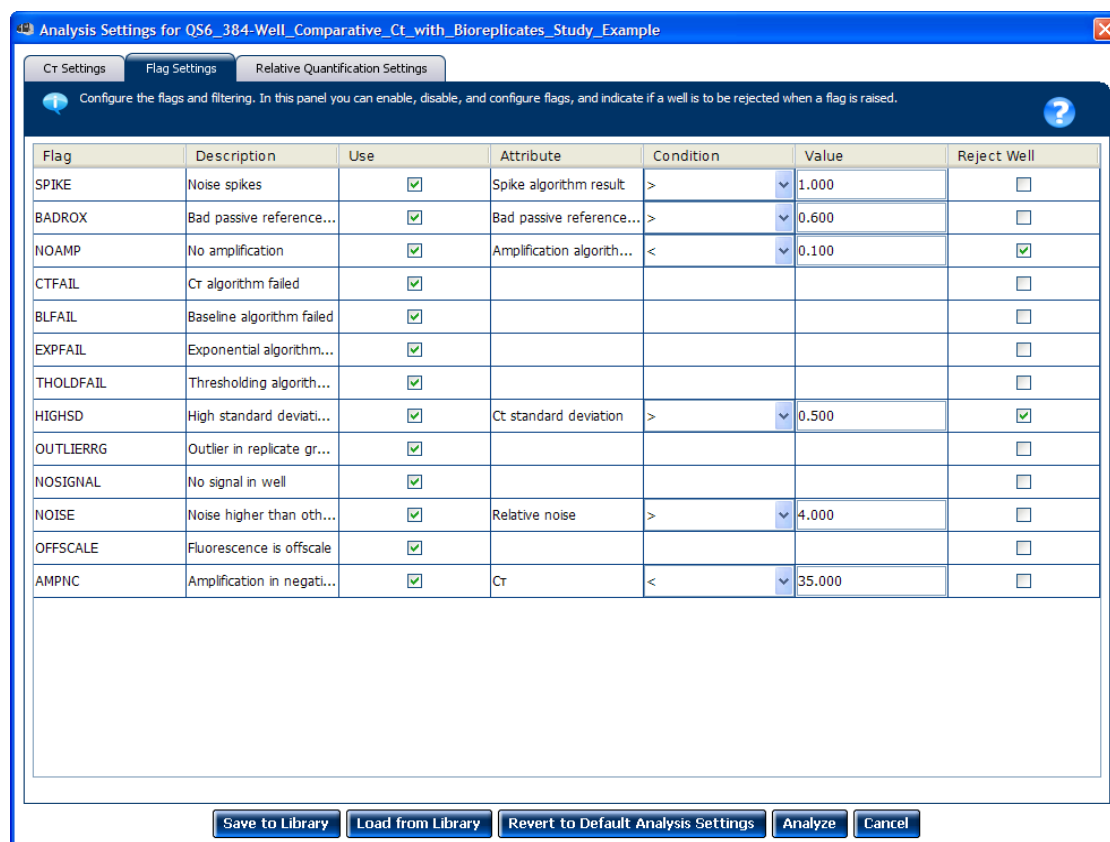 Analysis Settings for QS6_384-Well_Comparative_Ct_with_Bioreplicates_Study_Example
Cт Settings Flag Settings Relative Quantification Settings
Configure the flags and filtering. In this panel you can enable, disable, and configure flags, and indicate if a well is to be rejected when a flag is raised.
?
Flag Description Use Attribute Condition Value Reject Well
SPIKE Noise spikes Spike algorithm result > 1.000
BADROX Bad passive reference... Bad passive reference... > 0.600
NOAMP No amplification Amplification algorith... < 0.100
CTFAIL Cт algorithm failed
BLFAIL Baseline algorithm failed
EXPFAIL Exponential algorithm...
THOLDFAIL Thresholding algorith...
HIGHSD High standard deviati... Ct standard deviation > 0.500
OUTLIERRG Outlier in replicate gr...
NOSIGNAL No signal in well
NOISE Noise higher than oth... Relative noise > 4.000
OFFSCALE Fluorescence is offscale
AMPNC Amplification in negati... Cт < 35.000
Save to Library Load from Library Revert to Default Analysis Settings Analyze Cancel